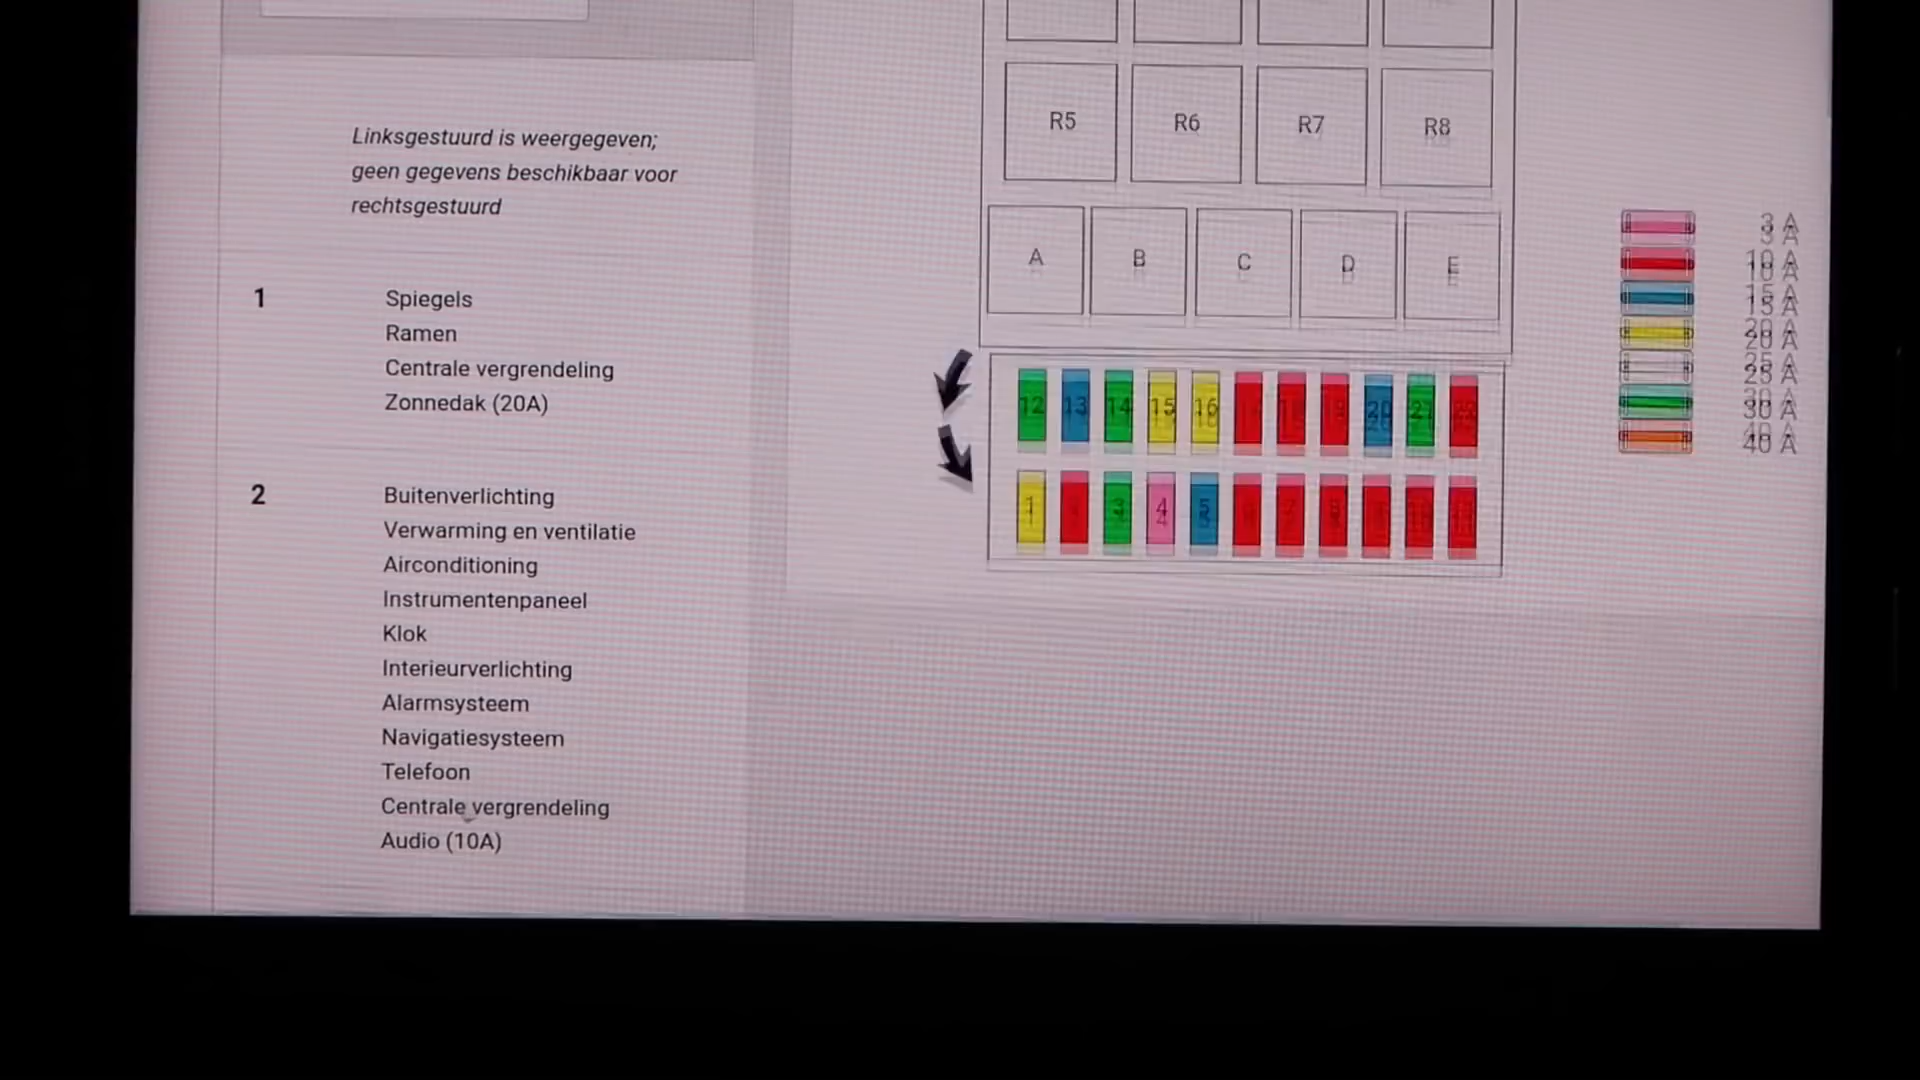 Linksgestuurd is weergegeven;
geen gegevens beschikbaar voor
rechtsgestuurd
1
Spiegels
Ramen
Centrale vergrendeling
Zonnedak (20A)
2
Buitenverlichting
Verwarming en ventilatie
Airconditioning
Instrumentenpaneel
Klok
Interieurverlichting
Alarmsysteem
Navigatiesysteem
Telefoon
Centrale vergrendeling
Audio (10A)
R5 R6 R7 R8
A B C D E
12 13 14 15 16 20 21
1 3 4 5
3 A
10 A
15 A
20 A
25 A
30 A
40 A